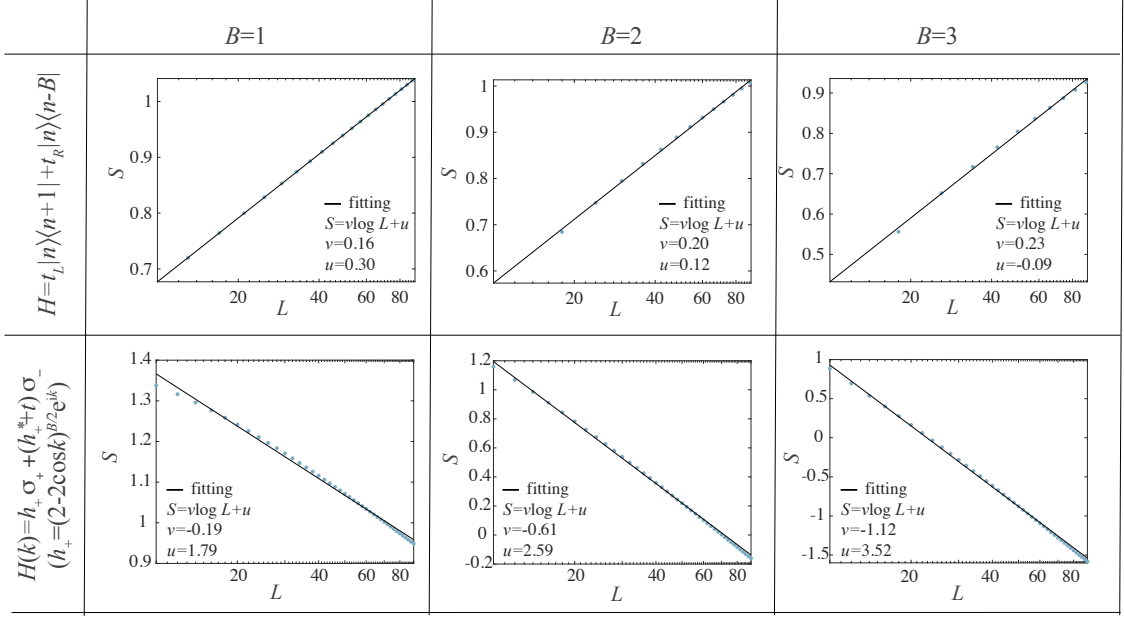 B=1
B=2
B=3
H=t_L|n⟩⟨n+1|+t_R|n⟩⟨n-B|
1
0.9
0.8
0.7
S
20
40
60
80
L
fitting
S=vlog L+u
v=0.16
u=0.30
1
0.9
0.8
0.7
0.6
S
20
40
60
80
L
fitting
S=vlog L+u
v=0.20
u=0.12
0.9
0.8
0.7
0.6
0.5
S
20
40
60
80
L
fitting
S=vlog L+u
v=0.23
u=-0.09
H(k)=h₊σ₊+(h₊*+t)σ₋
(h₊=(2-2cosk)^{B/2}e^{ik})
1.4
1.3
1.2
1.1
1
0.9
S
20
40
60
80
L
fitting
S=vlog L+u
v=-0.19
u=1.79
1.2
1
0.8
0.6
0.4
0.2
0
-0.2
S
20
40
60
80
L
fitting
S=vlog L+u
v=-0.61
u=2.59
1
0.5
0
-0.5
-1
-1.5
S
20
40
60
80
L
fitting
S=vlog L+u
v=-1.12
u=3.52